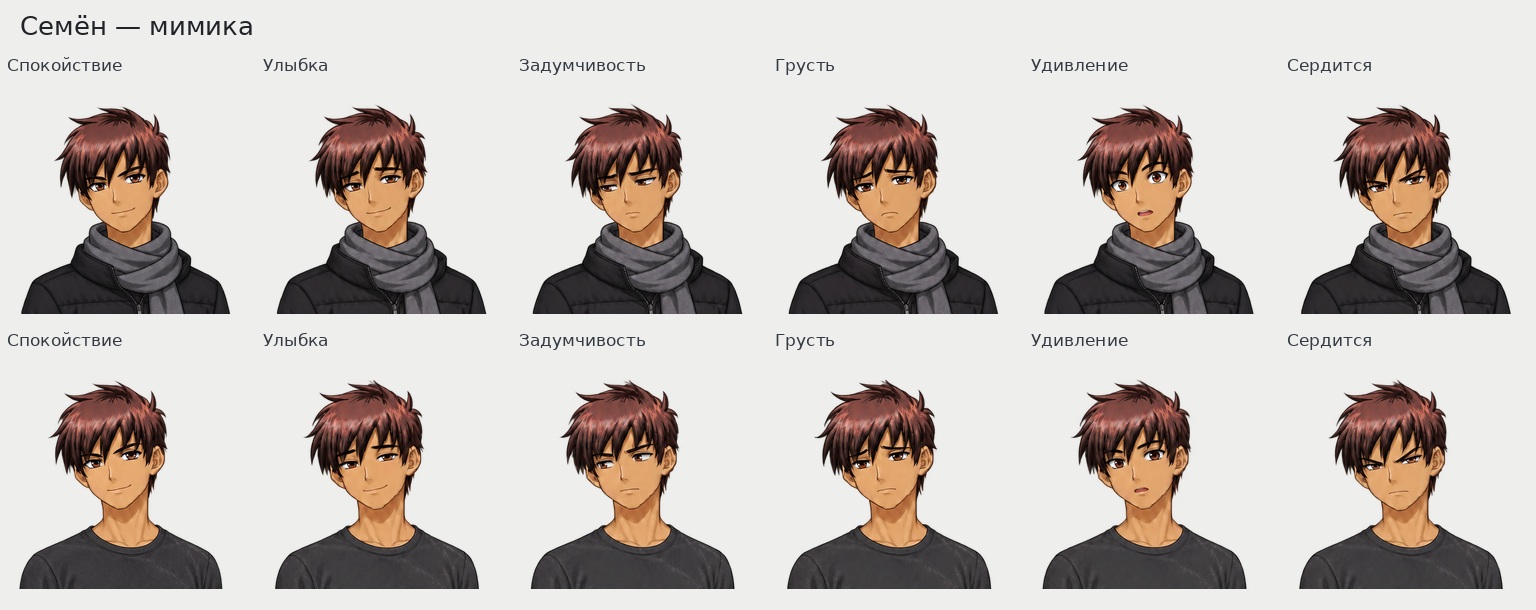 Семён — мимика
Спокойствие Улыбка Задумчивость Грусть Удивление Сердится
Спокойствие Улыбка Задумчивость Грусть Удивление Сердится